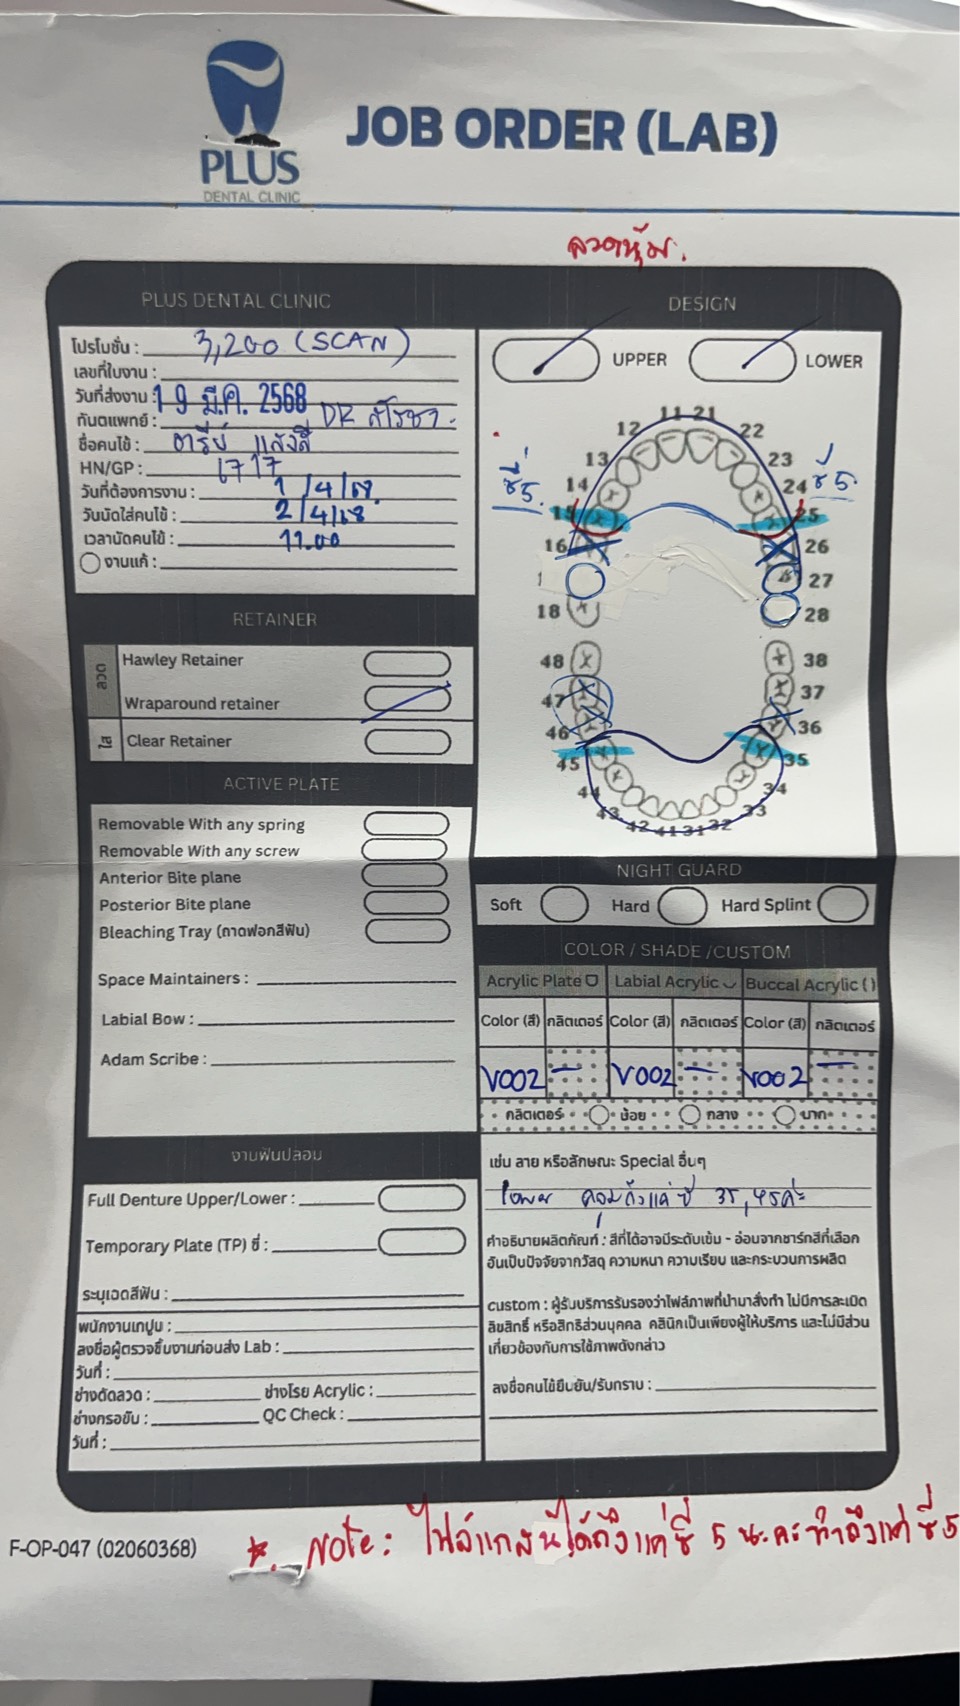 PLUS
DENTAL CLINIC
JOB ORDER (LAB)
ลวดหุ้ม.
PLUS DENTAL CLINIC
โปรโมชั่น : 3,200 (SCAN)
เลขที่ใบงาน :
วันที่ส่งงาน : 19 มี.ค. 2568
ทันตแพทย์ : DR
ชื่อคนไข้ : อารีย์
HN/GP : 1717
วันที่ต้องการงาน : 1/4/68.
วันนัดใส่คนไข้ : 2/4/68
เวลานัดคนไข้ : 11.00
งานแก้ :
DESIGN
UPPER
LOWER
11 21
12 22
13 23
14 24
ซี่ 5. ซี่ 5.
15 25
16 26
1 27
18 28
48 38
47 37
46 36
45 35
44 34
43 33
42 41 31 32
RETAINER
ลวด
Hawley Retainer
Wraparound retainer
ใส
Clear Retainer
ACTIVE PLATE
Removable With any spring
Removable With any screw
Anterior Bite plane
Posterior Bite plane
Bleaching Tray (ถาดฟอกสีฟัน)
Space Maintainers :
Labial Bow :
Adam Scribe :
NIGHT GUARD
Soft Hard Hard Splint
COLOR / SHADE /CUSTOM
Acrylic Plate Labial Acrylic Buccal Acrylic ( )
Color (สี) กลิตเตอร์ Color (สี) กลิตเตอร์ Color (สี) กลิตเตอร์
V002 — V002 — V002 —
กลิตเตอร์ น้อย กลาง มาก
เช่น ลาย หรือลักษณะ Special อื่นๆ
lower คลุมถึงแค่ ซี่ 35, 45ค่ะ
คำอธิบายผลิตภัณฑ์ : สีที่ได้อาจมีระดับเข้ม - อ่อนจากชาร์กสีที่เลือก
อันเป็นปัจจัยจากวัสดุ ความหนา ความเรียบ และกระบวนการผลิต
custom : ผู้รับบริการรับรองว่าไฟล์ภาพที่นำมาสั่งทำ ไม่มีการละเมิด
ลิขสิทธิ์ หรือสิทธิส่วนบุคคล คลินิกเป็นเพียงผู้ให้บริการ และไม่มีส่วน
เกี่ยวข้องกับการใช้ภาพดังกล่าว
ลงชื่อคนไข้ยืนยัน/รับทราบ :
งานฟันปลอม
Full Denture Upper/Lower :
Temporary Plate (TP) ซี่ :
ระบุเฉดสีฟัน :
พนักงานเทปูน :
ลงชื่อผู้ตรวจชิ้นงานก่อนส่ง Lab :
วันที่ :
ช่างดัดลวด : ช่างโรย Acrylic :
ช่างกรอขับ : QC Check :
วันที่ :
F-OP-047 (02060368)
*. Note: ไฟล์แกสนได้ถึงแค่ ซี่ 5 นะคะ ทำถึงแค่ ซี่ 5